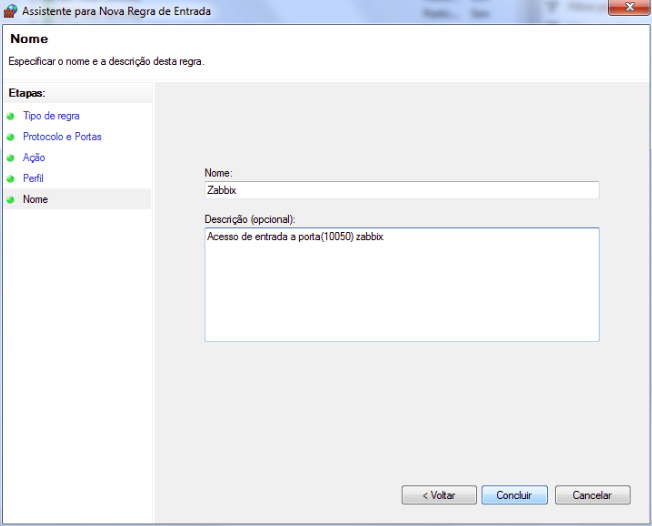 Assistente para Nova Regra de Entrada
Nome
Especificar o nome e a descrição desta regra.
Etapas:
Tipo de regra
Protocolo e Portas
Ação
Perfil
Nome
Nome:
Zabbix
Descrição (opcional):
Acesso de entrada a porta(10050) zabbix
< Voltar
Concluir
Cancelar